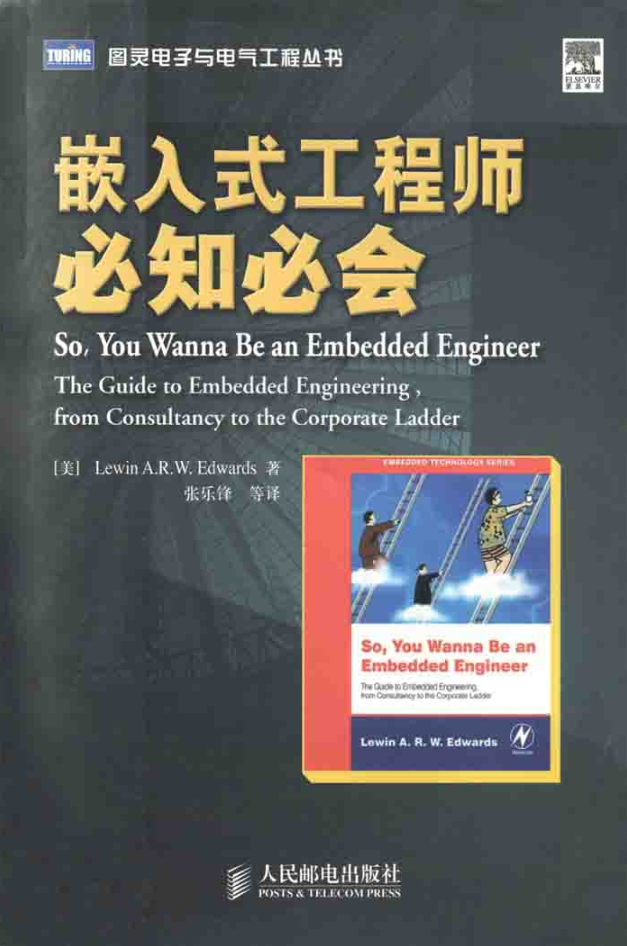 TURING 图灵电子与电气工程丛书
ELSEVIER
嵌入式工程师
必知必会
So, You Wanna Be an Embedded Engineer
The Guide to Embedded Engineering ,
from Consultancy to the Corporate Ladder
[美] Lewin A.R.W. Edwards 著
张乐锋 等译
EMBEDDED TECHNOLOGY SERIES
So, You Wanna Be an
Embedded Engineer
The Guide to Embedded Engineering,
from Consultancy to the Corporate Ladder
Lewin A. R. W. Edwards
人民邮电出版社
POSTS & TELECOM PRESS